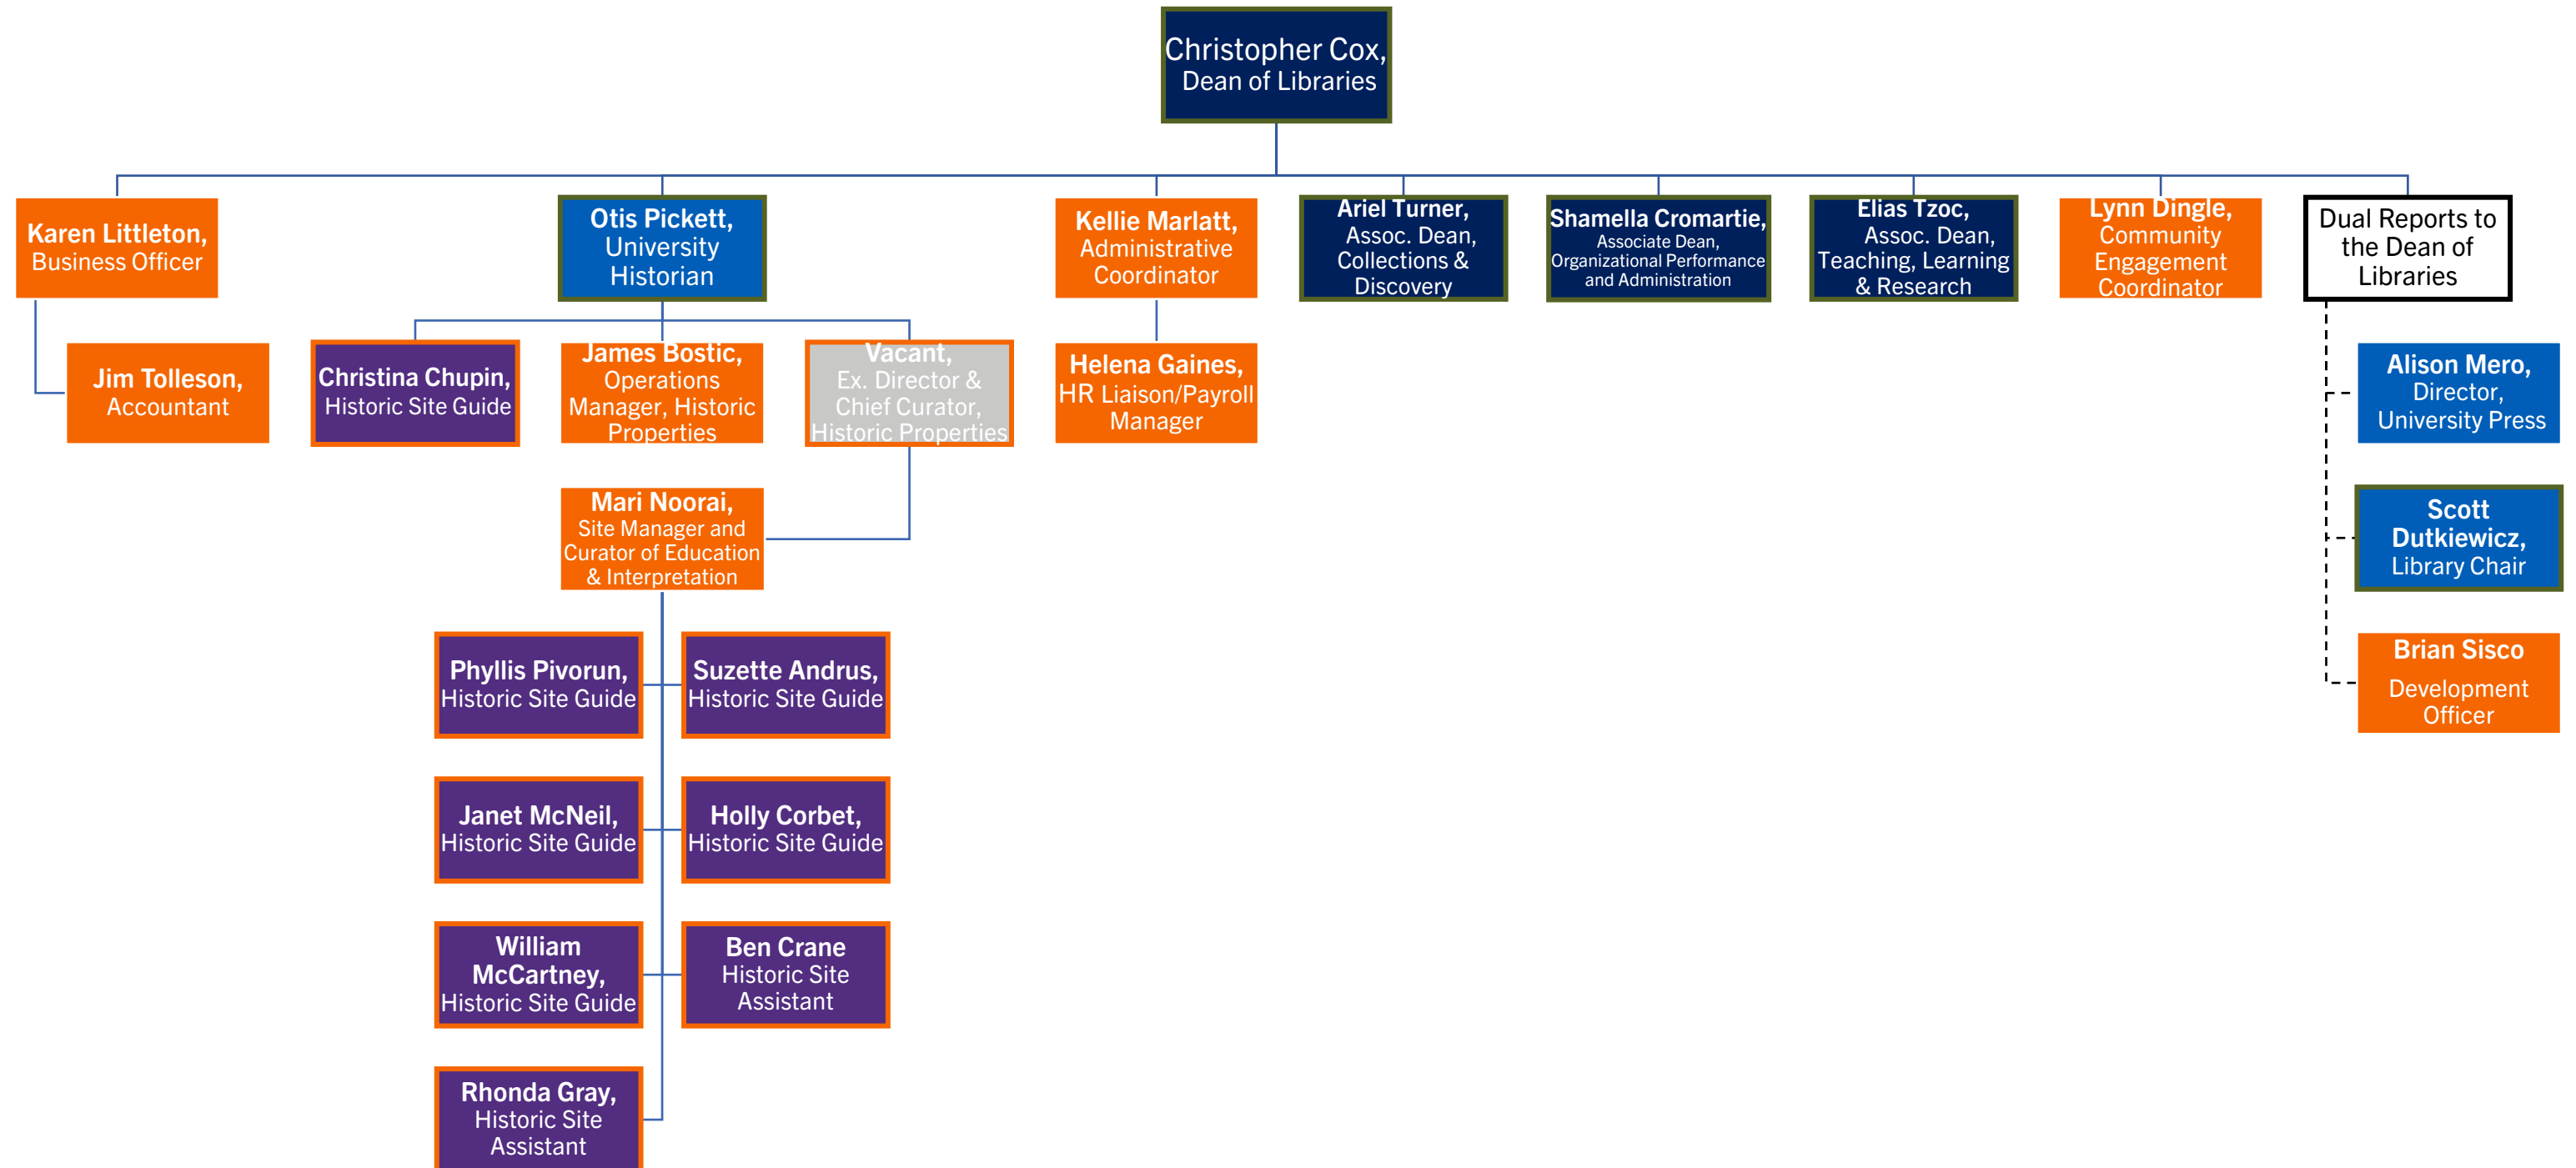 Christopher Cox,
Dean of Libraries
Karen Littleton,
Business Officer
Otis Pickett,
University
Historian
Kellie Marlatt,
Administrative
Coordinator
Ariel Turner,
Assoc. Dean,
Collections &
Discovery
Shamella Cromartie,
Associate Dean,
Organizational Performance
and Administration
Elias Tzoc,
Assoc. Dean,
Teaching, Learning
& Research
Lynn Dingle,
Community
Engagement
Coordinator
Dual Reports to
the Dean of
Libraries
Jim Tolleson,
Accountant
Christina Chupin,
Historic Site Guide
James Bostic,
Operations
Manager, Historic
Properties
Vacant,
Ex. Director &
Chief Curator,
Historic Properties
Helena Gaines,
HR Liaison/Payroll
Manager
Alison Mero,
Director,
University Press
Mari Noorai,
Site Manager and
Curator of Education
& Interpretation
Scott
Dutkiewicz,
Library Chair
Phyllis Pivorun,
Historic Site Guide
Suzette Andrus,
Historic Site Guide
Brian Sisco
Development
Officer
Janet McNeil,
Historic Site Guide
Holly Corbet,
Historic Site Guide
William
McCartney,
Historic Site Guide
Ben Crane
Historic Site
Assistant
Rhonda Gray,
Historic Site
Assistant